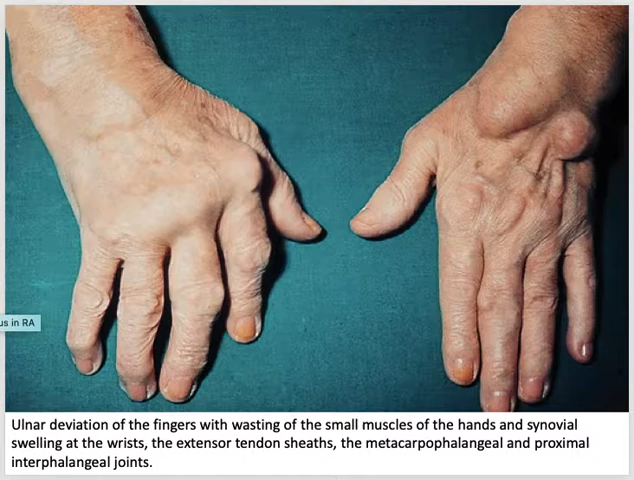 us in RA
Ulnar deviation of the fingers with wasting of the small muscles of the hands and synovial
swelling at the wrists, the extensor tendon sheaths, the metacarpophalangeal and proximal
interphalangeal joints.